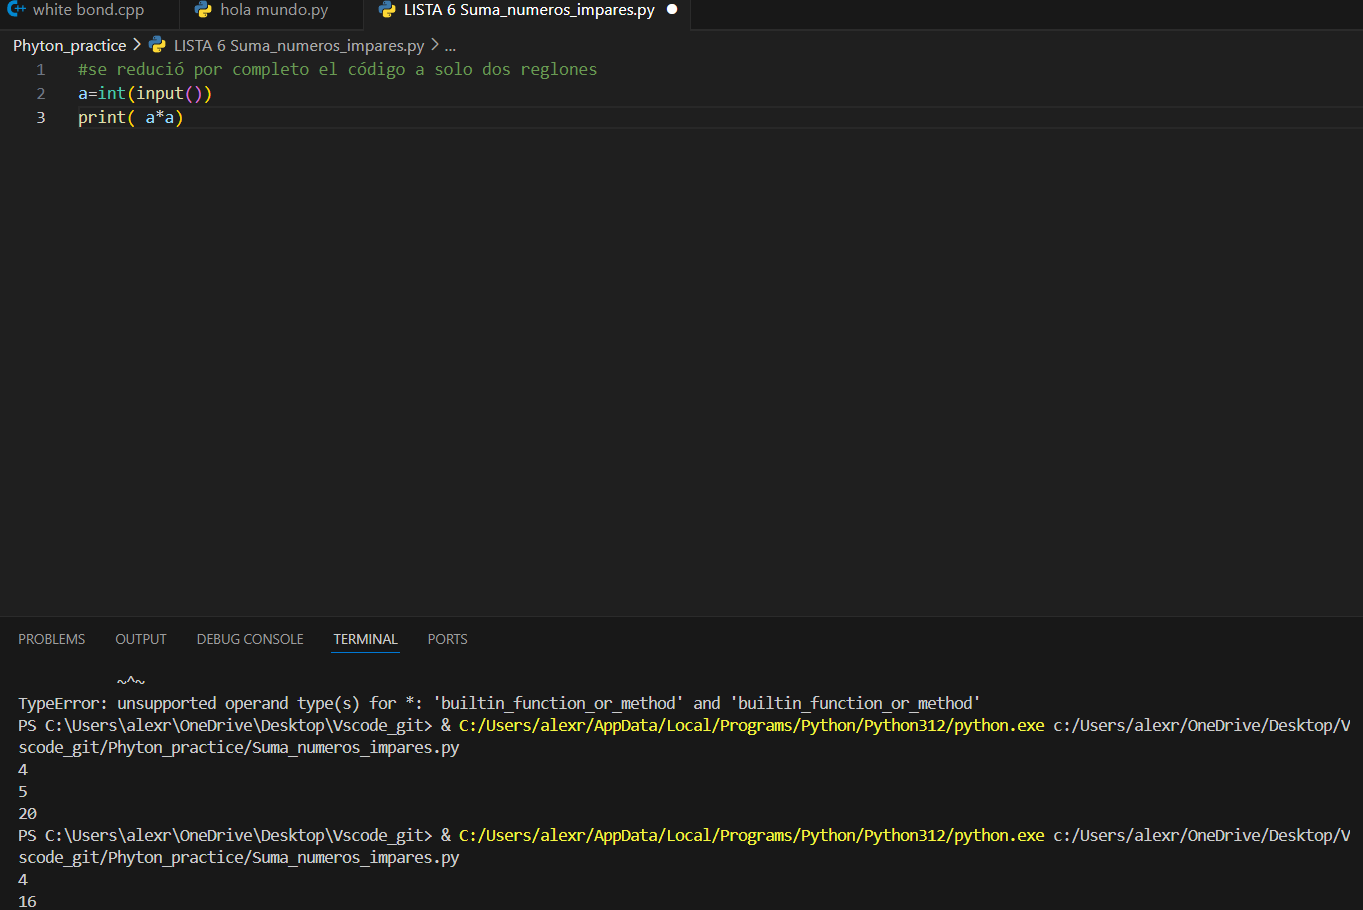 white bond.cpp hola mundo.py LISTA 6 Suma_numeros_impares.py
Phyton_practice > LISTA 6 Suma_numeros_impares.py > ...
1 #se redució por completo el código a solo dos reglones
2 a=int(input())
3 print( a*a)
PROBLEMS OUTPUT DEBUG CONSOLE TERMINAL PORTS
~^~
TypeError: unsupported operand type(s) for *: 'builtin_function_or_method' and 'builtin_function_or_method'
PS C:\Users\alexr\OneDrive\Desktop\Vscode_git> & C:/Users/alexr/AppData/Local/Programs/Python/Python312/python.exe c:/Users/alexr/OneDrive/Desktop/V
scode_git/Phyton_practice/Suma_numeros_impares.py
4
5
20
PS C:\Users\alexr\OneDrive\Desktop\Vscode_git> & C:/Users/alexr/AppData/Local/Programs/Python/Python312/python.exe c:/Users/alexr/OneDrive/Desktop/V
scode_git/Phyton_practice/Suma_numeros_impares.py
4
16